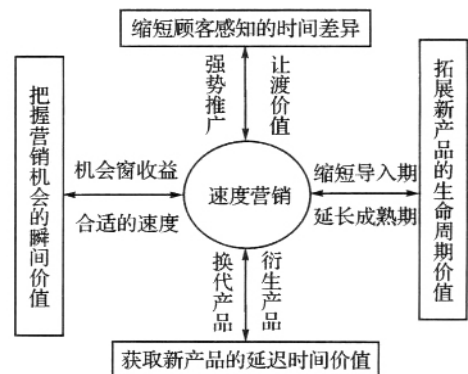 缩短顾客感知的时间差异
强势推广
让渡价值
把握营销机会的瞬间价值
机会窗收益
合适的速度
速度营销
缩短导入期
延长成熟期
拓展新产品的生命周期价值
换代产品
衍生产品
获取新产品的延迟时间价值